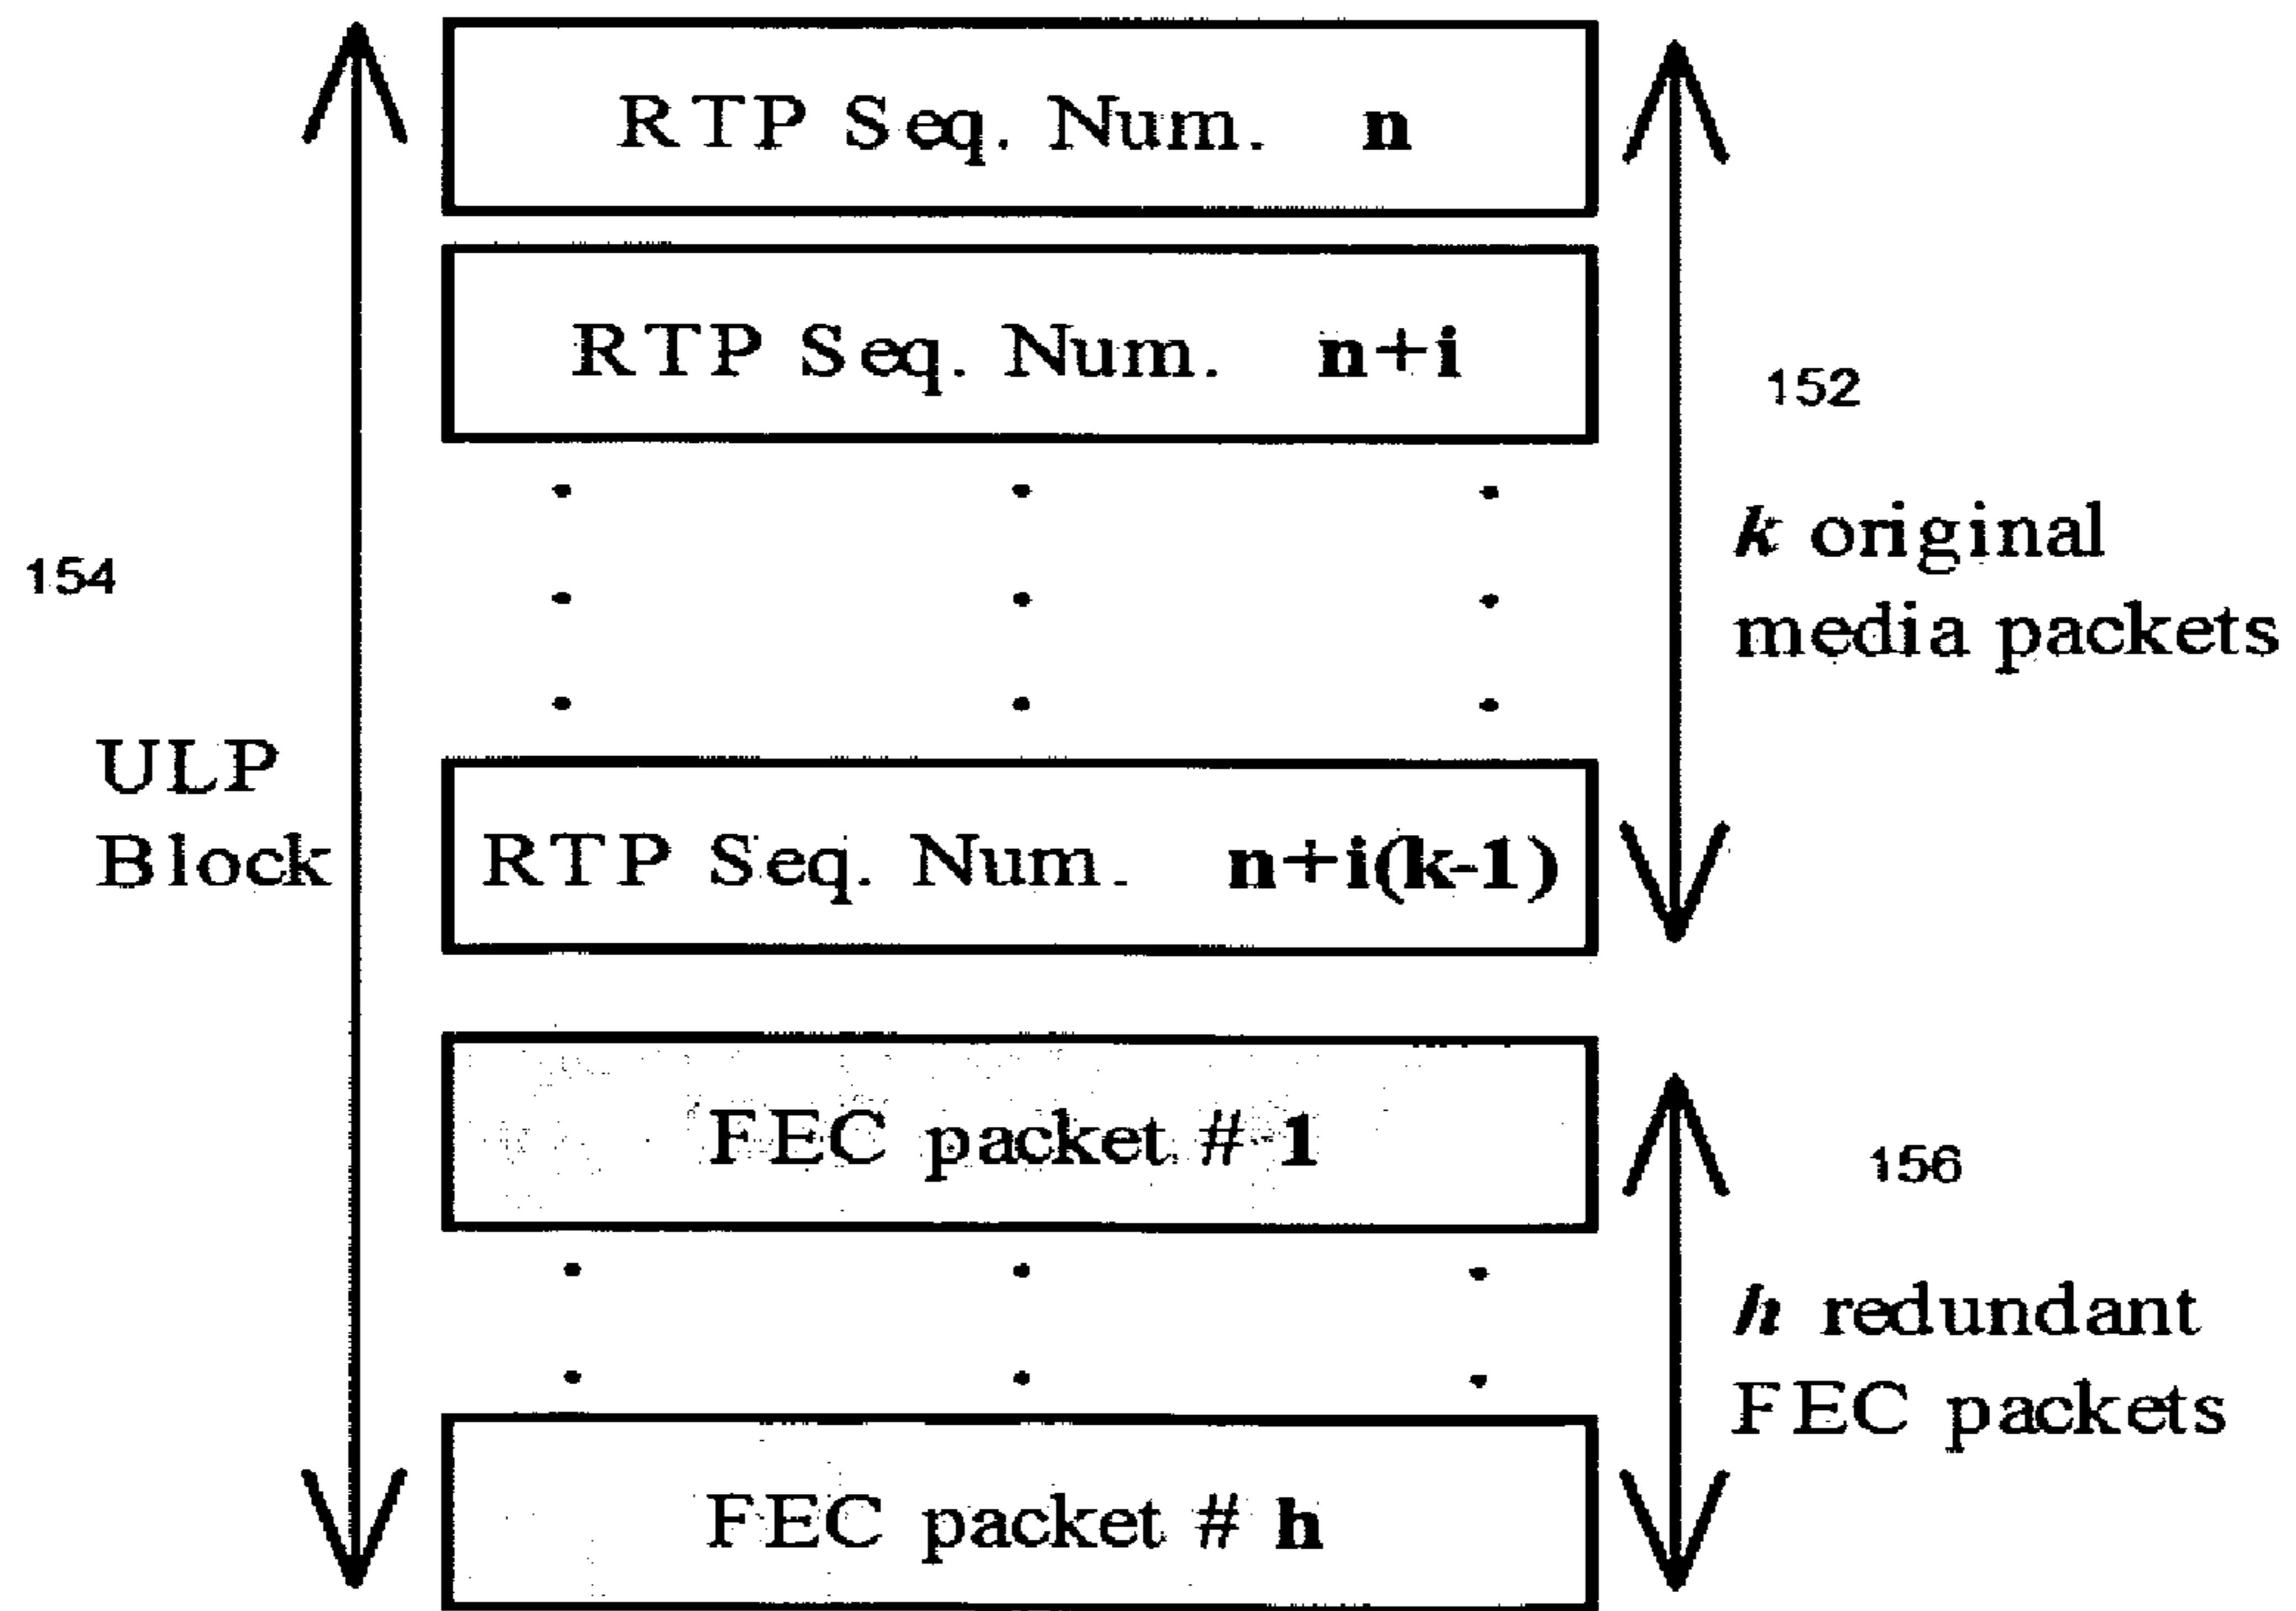 RTP Seq. Num. n
RTP Seq. Num. n+i
152
k original
media packets
154
ULP
Block
RTP Seq. Num. n+i(k-1)
FEC packet # 1
156
h redundant
FEC packets
FEC packet # h